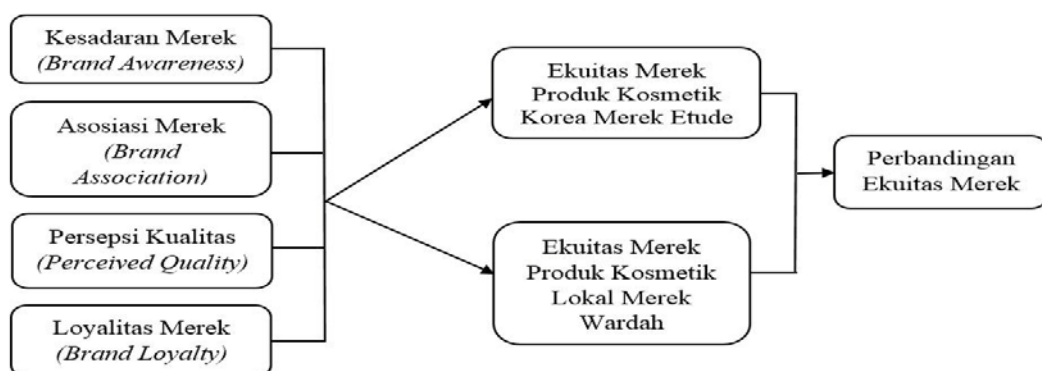 Kesadaran Merek
(Brand Awareness)
Asosiasi Merek
(Brand
Association)
Persepsi Kualitas
(Perceived Quality)
Loyalitas Merek
(Brand Loyalty)
Ekuitas Merek
Produk Kosmetik
Korea Merek Etude
Ekuitas Merek
Produk Kosmetik
Lokal Merek
Wardah
Perbandingan
Ekuitas Merek